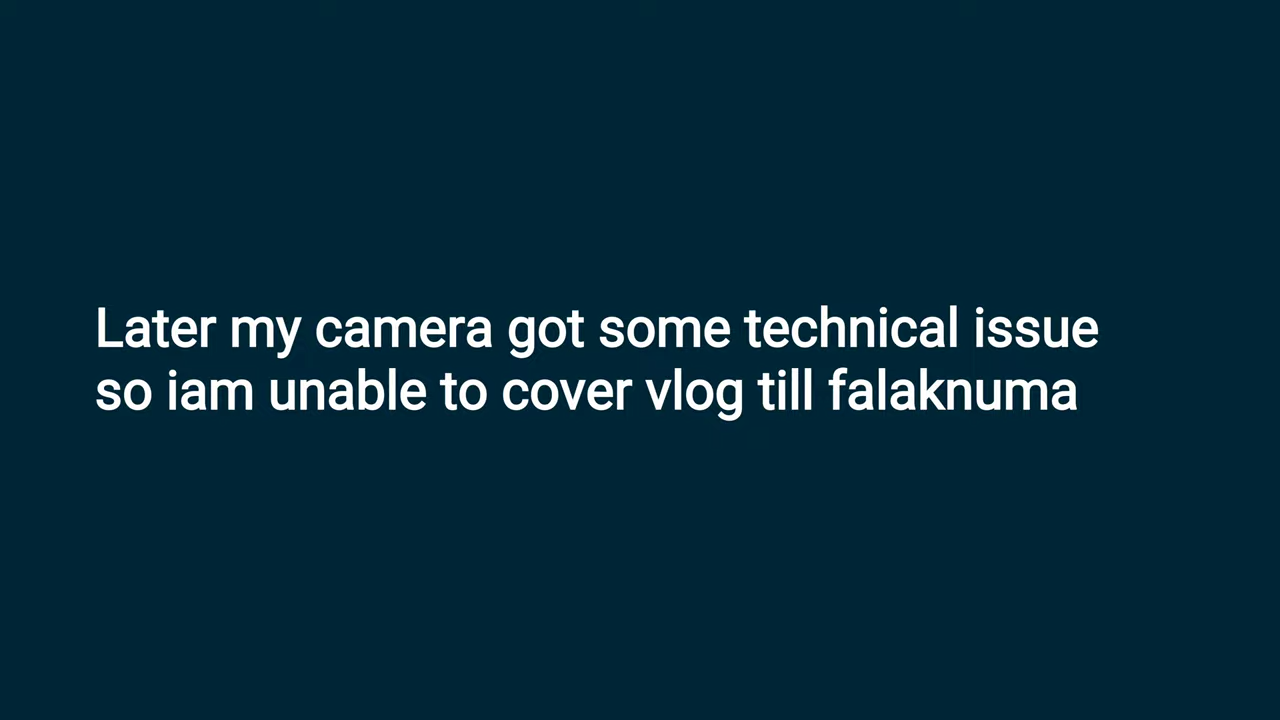 Later my camera got some technical issue
so iam unable to cover vlog till falaknuma